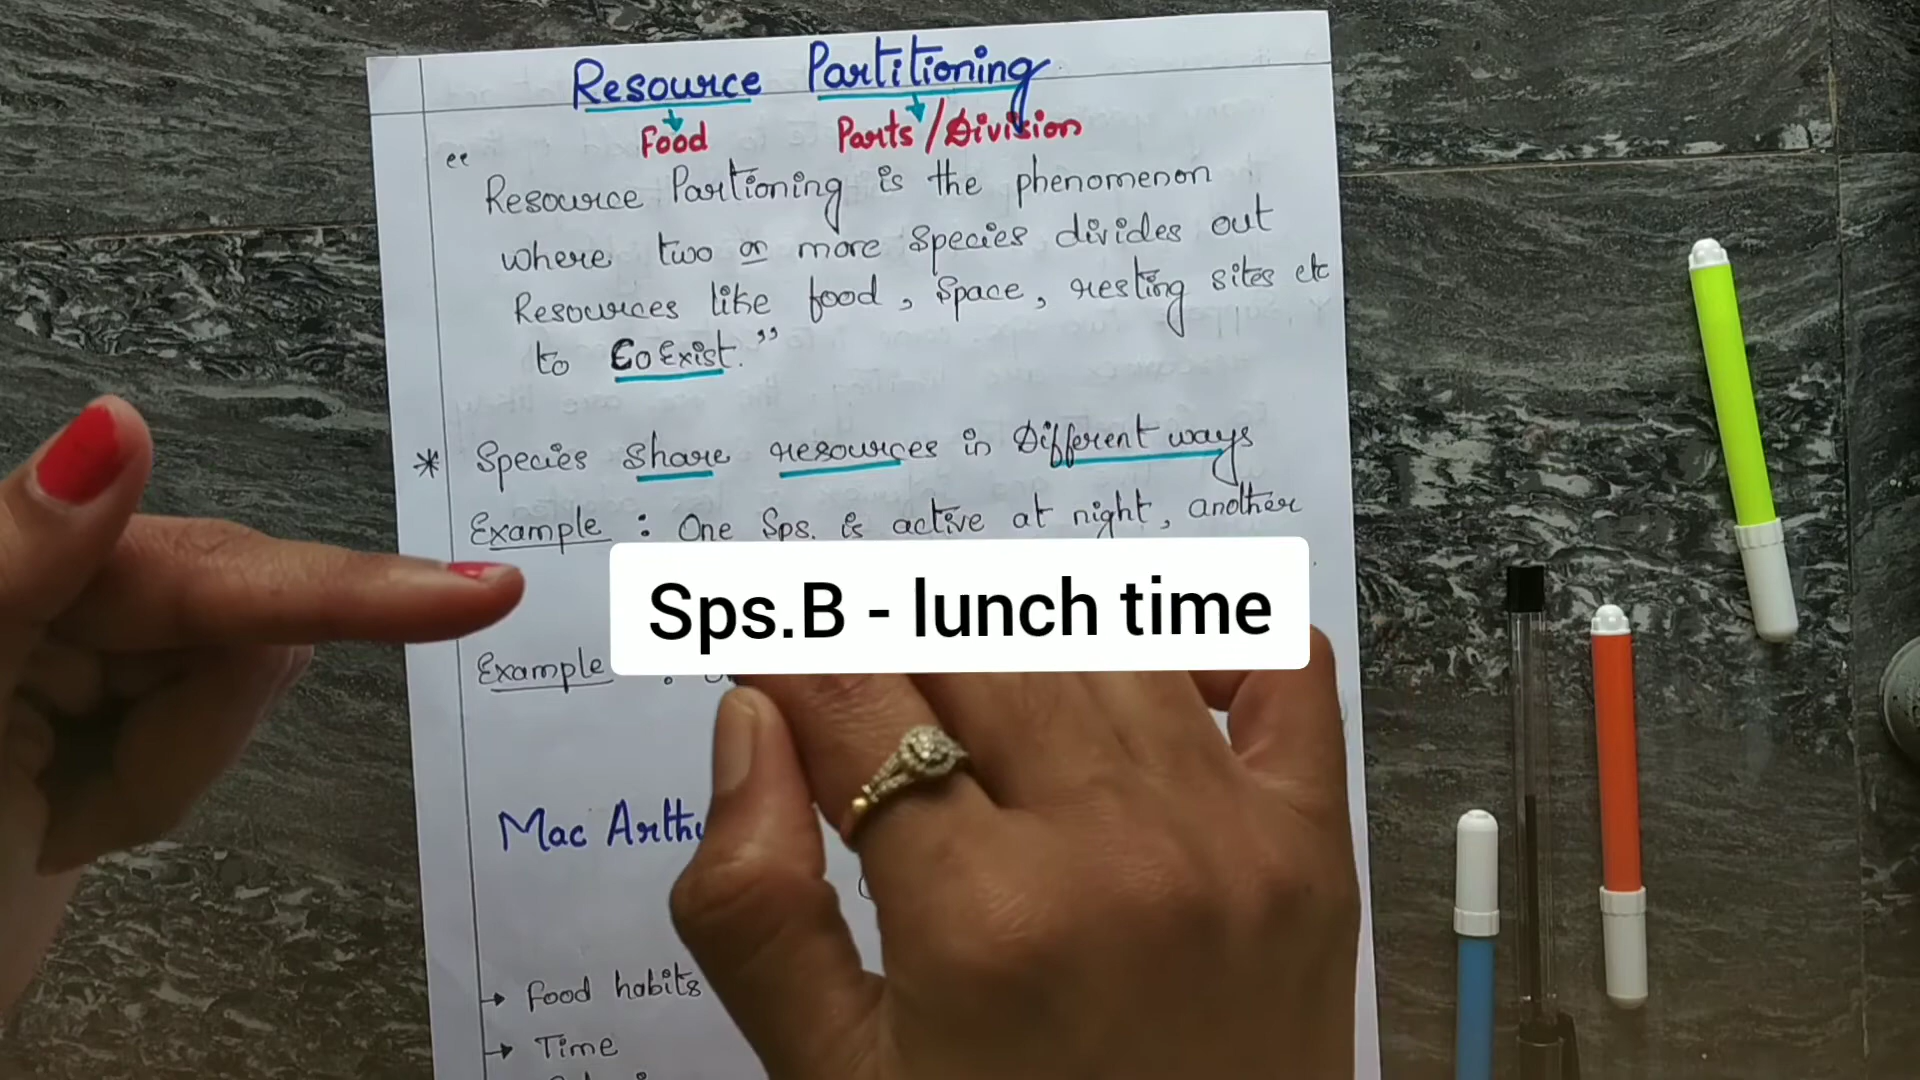 Resource Partitioning
Food Parts/Division
"Resource Partioning is the phenomenon
where two or more species divides out
Resources like food, space, resting sites etc
to CoExist."
* Species share resources in Different ways
Example : One Sps. is active at night, another
Sps.B - lunch time
Example :
Mac
→ food habits
→ Time